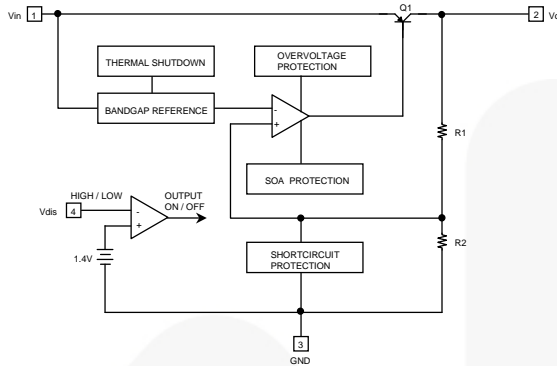 Q1
Vin 1
2
THERMAL SHUTDOWN
OVERVOLTAGE
PROTECTION
BANDGAP REFERENCE
-
+
R1
SOA PROTECTION
HIGH / LOW
OUTPUT
ON / OFF
Vdis 4
-
+
R2
SHORTCIRCUIT
PROTECTION
1.4V
3
GND